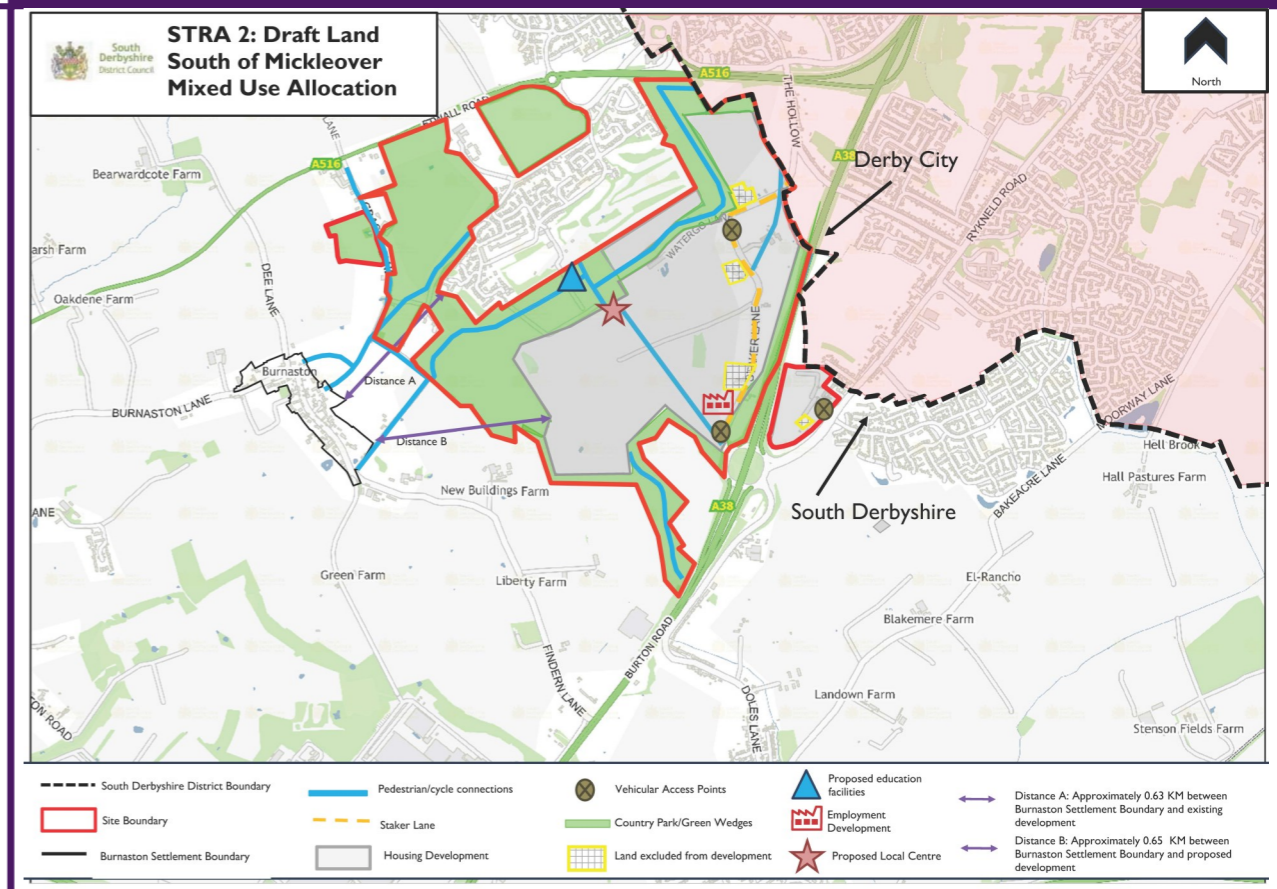 South
Derbyshire
District Council
STRA 2: Draft Land
South of Mickleover
Mixed Use Allocation
North
A516
THE HOLLOW
A38
Derby City
RYKNELD ROAD
Bearwardcote Farm
A516
DEE LANE
Oakdene Farm
WATERGO LANE
Burnaston
Distance A
BURNASTON LANE
Distance B
New Buildings Farm
A38
MOORWAY LANE
Hell Brook
Hall Pastures Farm
BAKEACRE LANE
South Derbyshire
ANE
Green Farm
Liberty Farm
El-Rancho
Blakemere Farm
FINDERN LANE
BURTON ROAD
DOLES LANE
Landown Farm
Stenson Fields Farm
TON ROAD
South Derbyshire District Boundary
Site Boundary
Burnaston Settlement Boundary
Pedestrian/cycle connections
Staker Lane
Housing Development
Vehicular Access Points
Country Park/Green Wedges
Land excluded from development
Proposed education
facilities
Employment
Development
Proposed Local Centre
Distance A: Approximately 0.63 KM between
Burnaston Settlement Boundary and existing
development
Distance B: Approximately 0.65 KM between
Burnaston Settlement Boundary and proposed
development